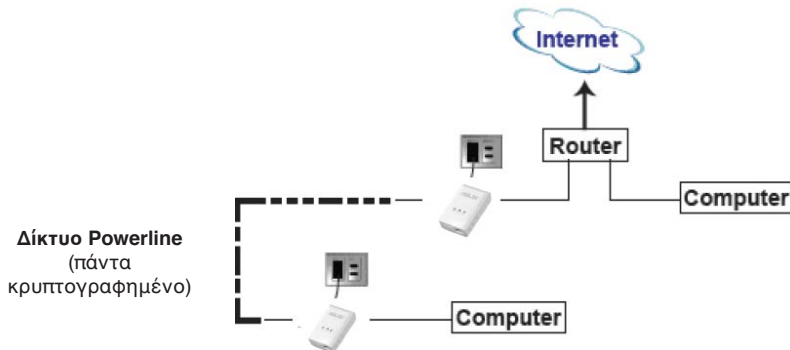 Internet
Router
Computer
Δίκτυο Powerline
(πάντα
κρυπτογραφημένο)
Computer